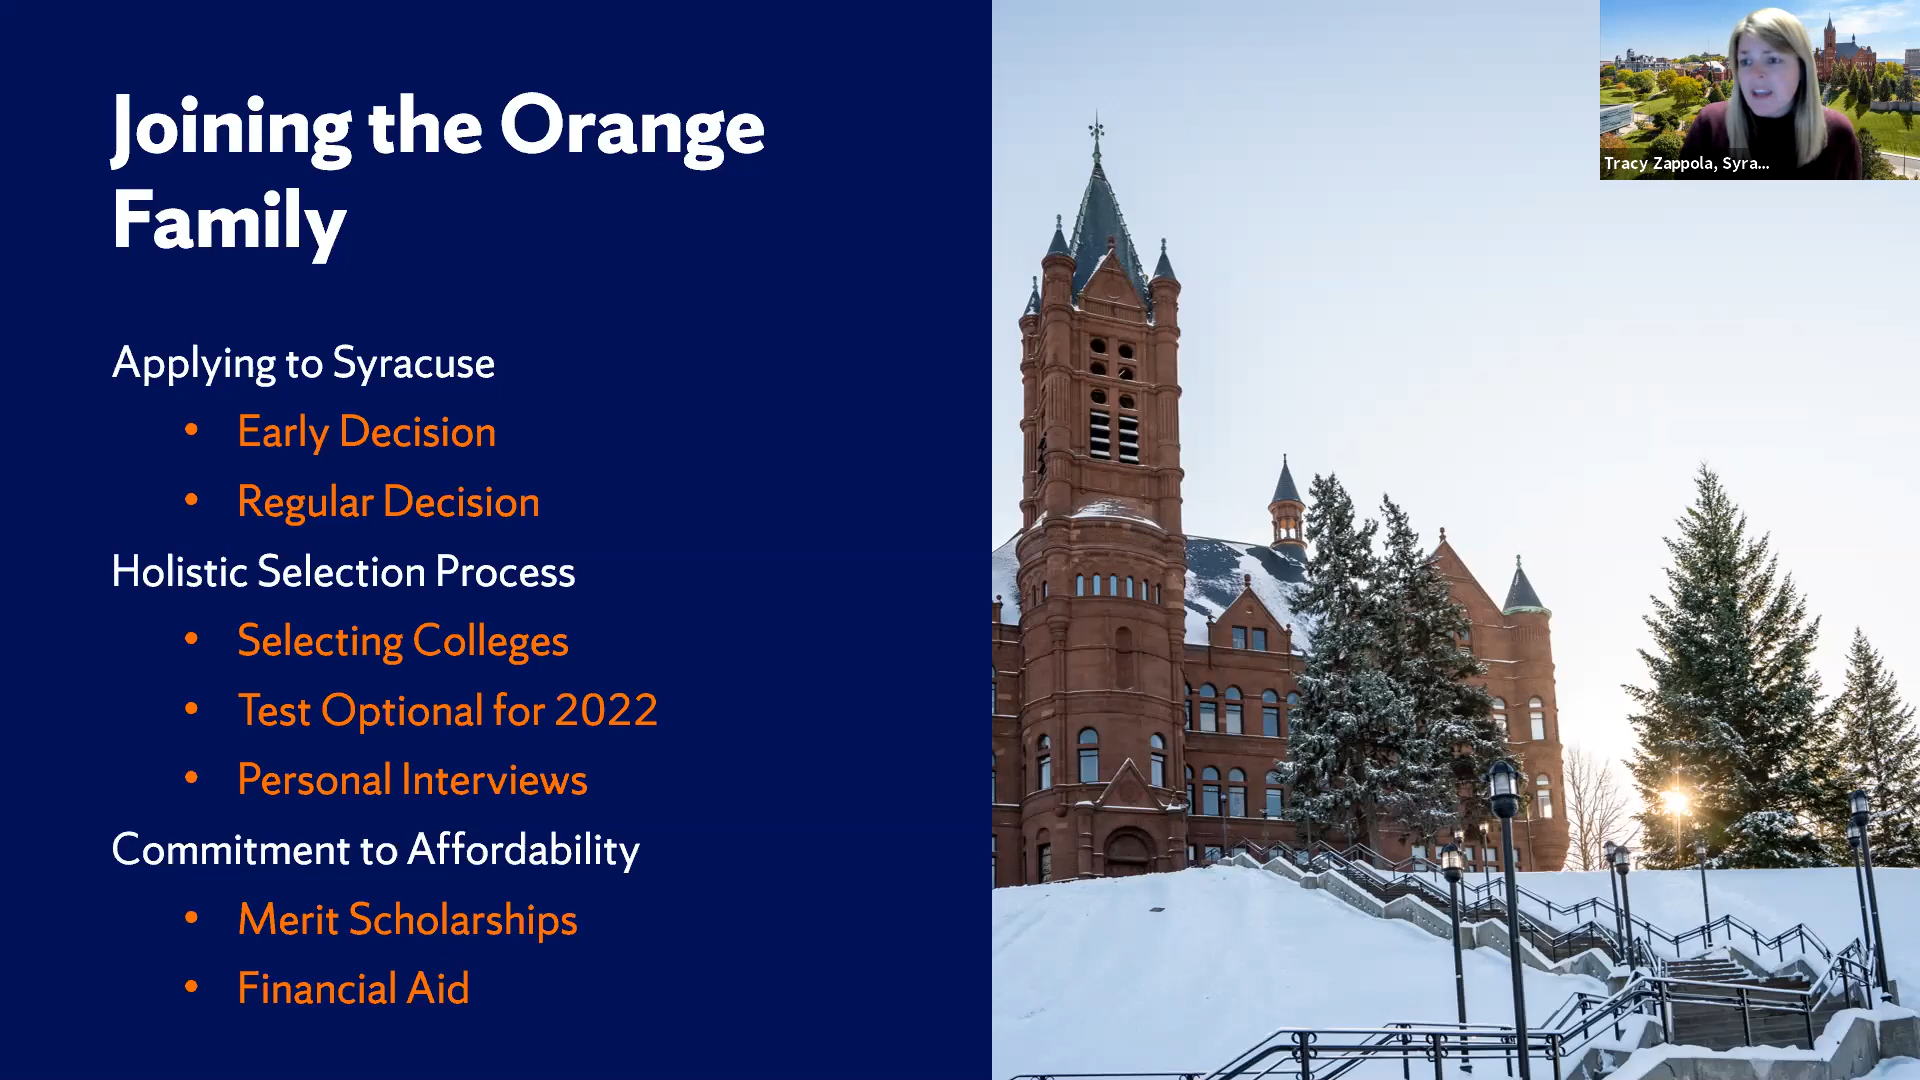 Joining the Orange
Family
Applying to Syracuse
• Early Decision
• Regular Decision
Holistic Selection Process
• Selecting Colleges
• Test Optional for 2022
• Personal Interviews
Commitment to Affordability
• Merit Scholarships
• Financial Aid
Tracy Zappola, Syra...